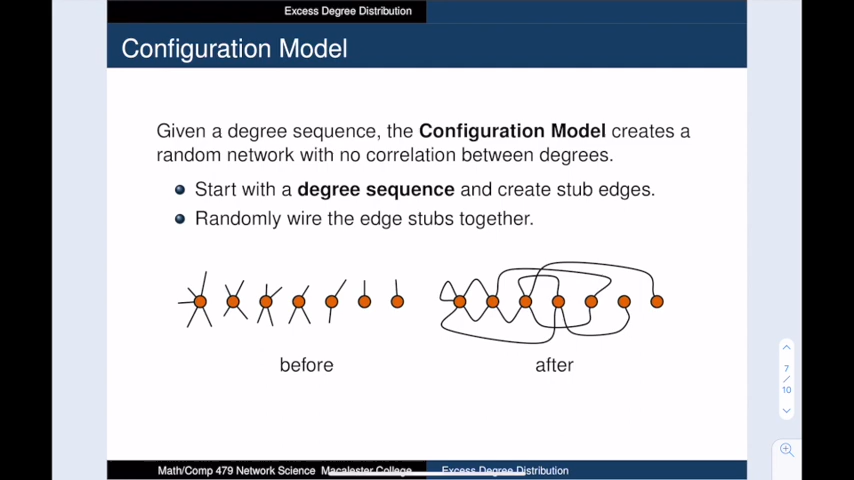 Excess Degree Distribution
Configuration Model
Given a degree sequence, the Configuration Model creates a
random network with no correlation between degrees.
Start with a degree sequence and create stub edges.
Randomly wire the edge stubs together.
before
after
7
/
10
Math/Comp 479 Network Science Macalester College
Excess Degree Distribution